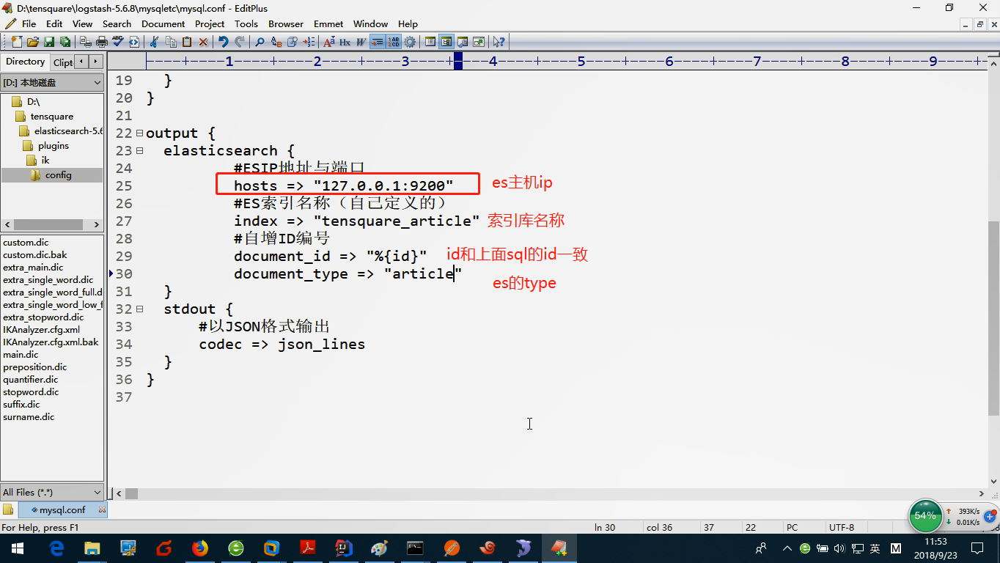 D:\tensquare\logstash-5.6.8\mysqletc\mysql.conf - EditPlus
File Edit View Search Document Project Tools Browser Emmet Window Help
Directory Clipt
----+----1----+----2----+----3----+----4----+----5----+----6----+----7----+----8----+----9----+
[D:] 本地磁盘
D:\
tensquare
elasticsearch-5.6
plugins
ik
config
custom.dic
custom.dic.bak
extra_main.dic
extra_single_word.dic
extra_single_word_full.d
extra_single_word_low_f
extra_stopword.dic
IKAnalyzer.cfg.xml
IKAnalyzer.cfg.xml.bak
main.dic
preposition.dic
quantifier.dic
stopword.dic
suffix.dic
surname.dic
All Files (*.*)
19 }
20 }
21
22 output {
23 elasticsearch {
24 #ESIP地址与端口
25 hosts => "127.0.0.1:9200" es主机ip
26 #ES索引名称（自己定义的）
27 index => "tensquare_article" 索引库名称
28 #自增ID编号
29 document_id => "%{id}" id和上面sql的id一致
30 document_type => "article"
es的type
31 }
32 stdout {
33 #以JSON格式输出
34 codec => json_lines
35 }
36 }
37
mysql.conf
54% 393K/s
0.01K/s
For Help, press F1 ln 30 col 36 37 22 PC UTF-8
英 M
11:53
2018/9/23